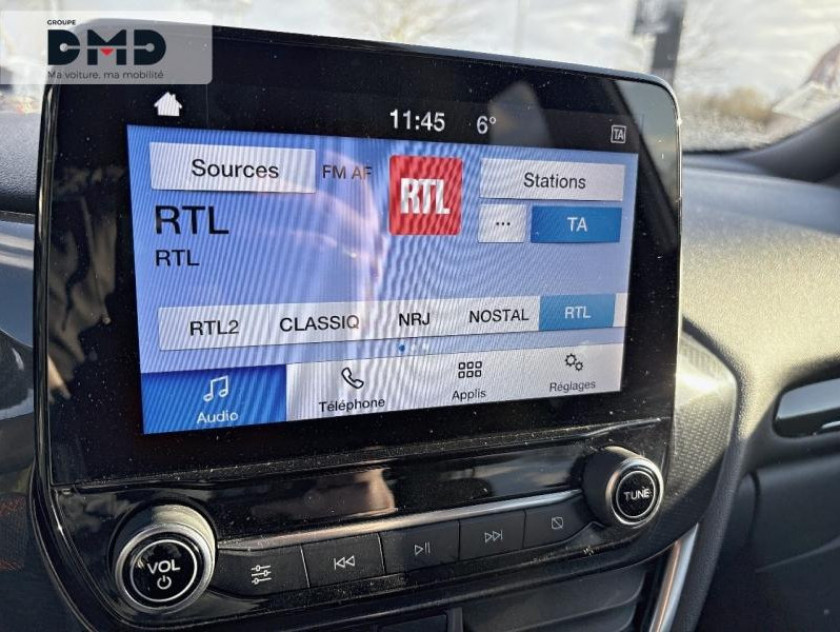 GROUPE
DMD
Ma voiture, ma mobilité
11:45 6°
TA
Sources FM AF RTL Stations
... TA
RTL
RTL
RTL2 CLASSIQ NRJ NOSTAL RTL
Audio Téléphone Applis Réglages
VOL
TUNE